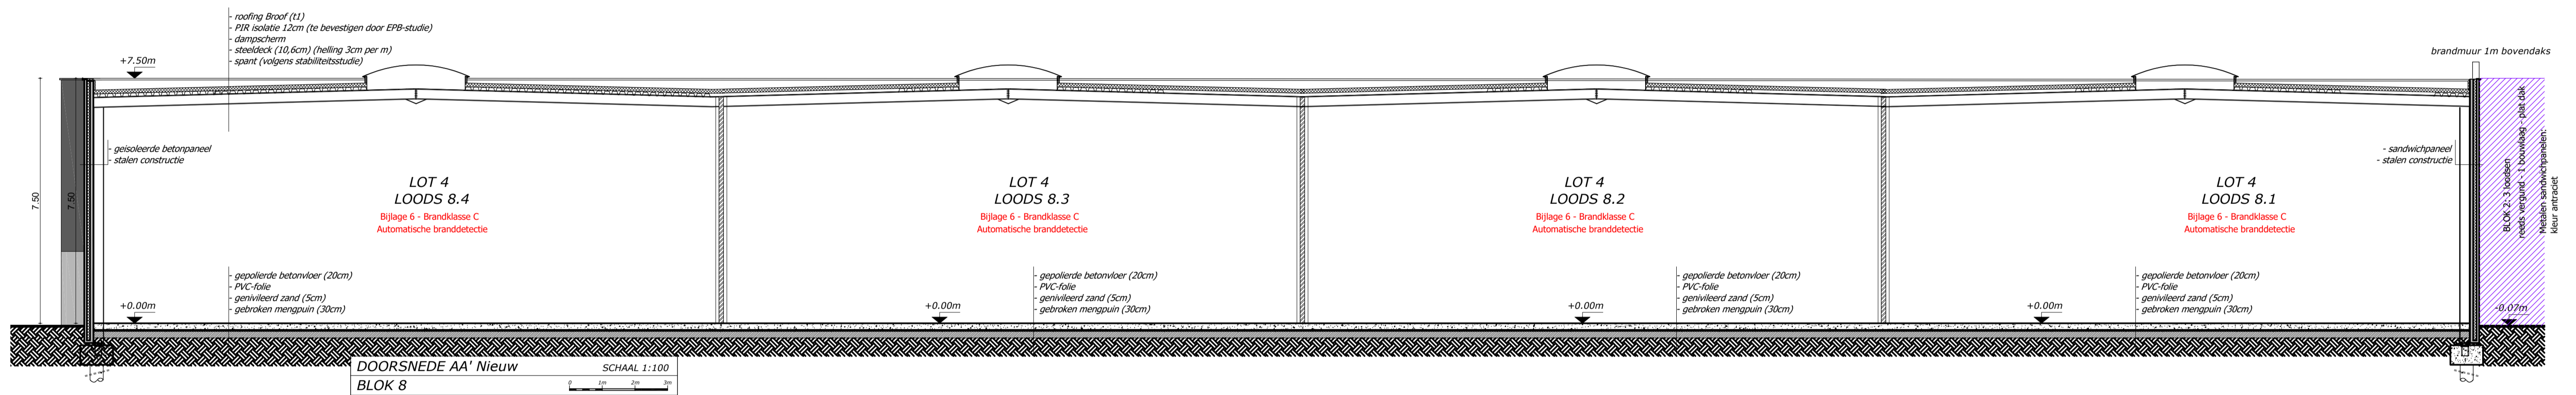 - roofing Broof (t1)
- PIR isolatie 12cm (te bevestigen door EPB-studie)
- dampscherm
- steeldeck (10,6cm) (helling 3cm per m)
- spant (volgens stabiliteitsstudie)
+7.50m
brandmuur 1m bovendaks
7.50
7.50
- geisoleerde betonpaneel
- stalen constructie
LOT 4
LOODS 8.4
Bijlage 6 - Brandklasse C
Automatische branddetectie
LOT 4
LOODS 8.3
Bijlage 6 - Brandklasse C
Automatische branddetectie
LOT 4
LOODS 8.2
Bijlage 6 - Brandklasse C
Automatische branddetectie
LOT 4
LOODS 8.1
Bijlage 6 - Brandklasse C
Automatische branddetectie
- sandwichpaneel
- stalen constructie
BLOK 2: 3 loodsen
reeds vergund - 1 bouwlaag - plat dak
Metalen sandwichpanelen:
kleur antraciet
- gepolierde betonvloer (20cm)
- PVC-folie
- genivileerd zand (5cm)
- gebroken mengpuin (30cm)
- gepolierde betonvloer (20cm)
- PVC-folie
- genivileerd zand (5cm)
- gebroken mengpuin (30cm)
- gepolierde betonvloer (20cm)
- PVC-folie
- genivileerd zand (5cm)
- gebroken mengpuin (30cm)
- gepolierde betonvloer (20cm)
- PVC-folie
- genivileerd zand (5cm)
- gebroken mengpuin (30cm)
+0.00m
+0.00m
+0.00m
+0.00m
-0.07m
DOORSNEDE AA' Nieuw
SCHAAL 1:100
BLOK 8
0 1m 2m 3m